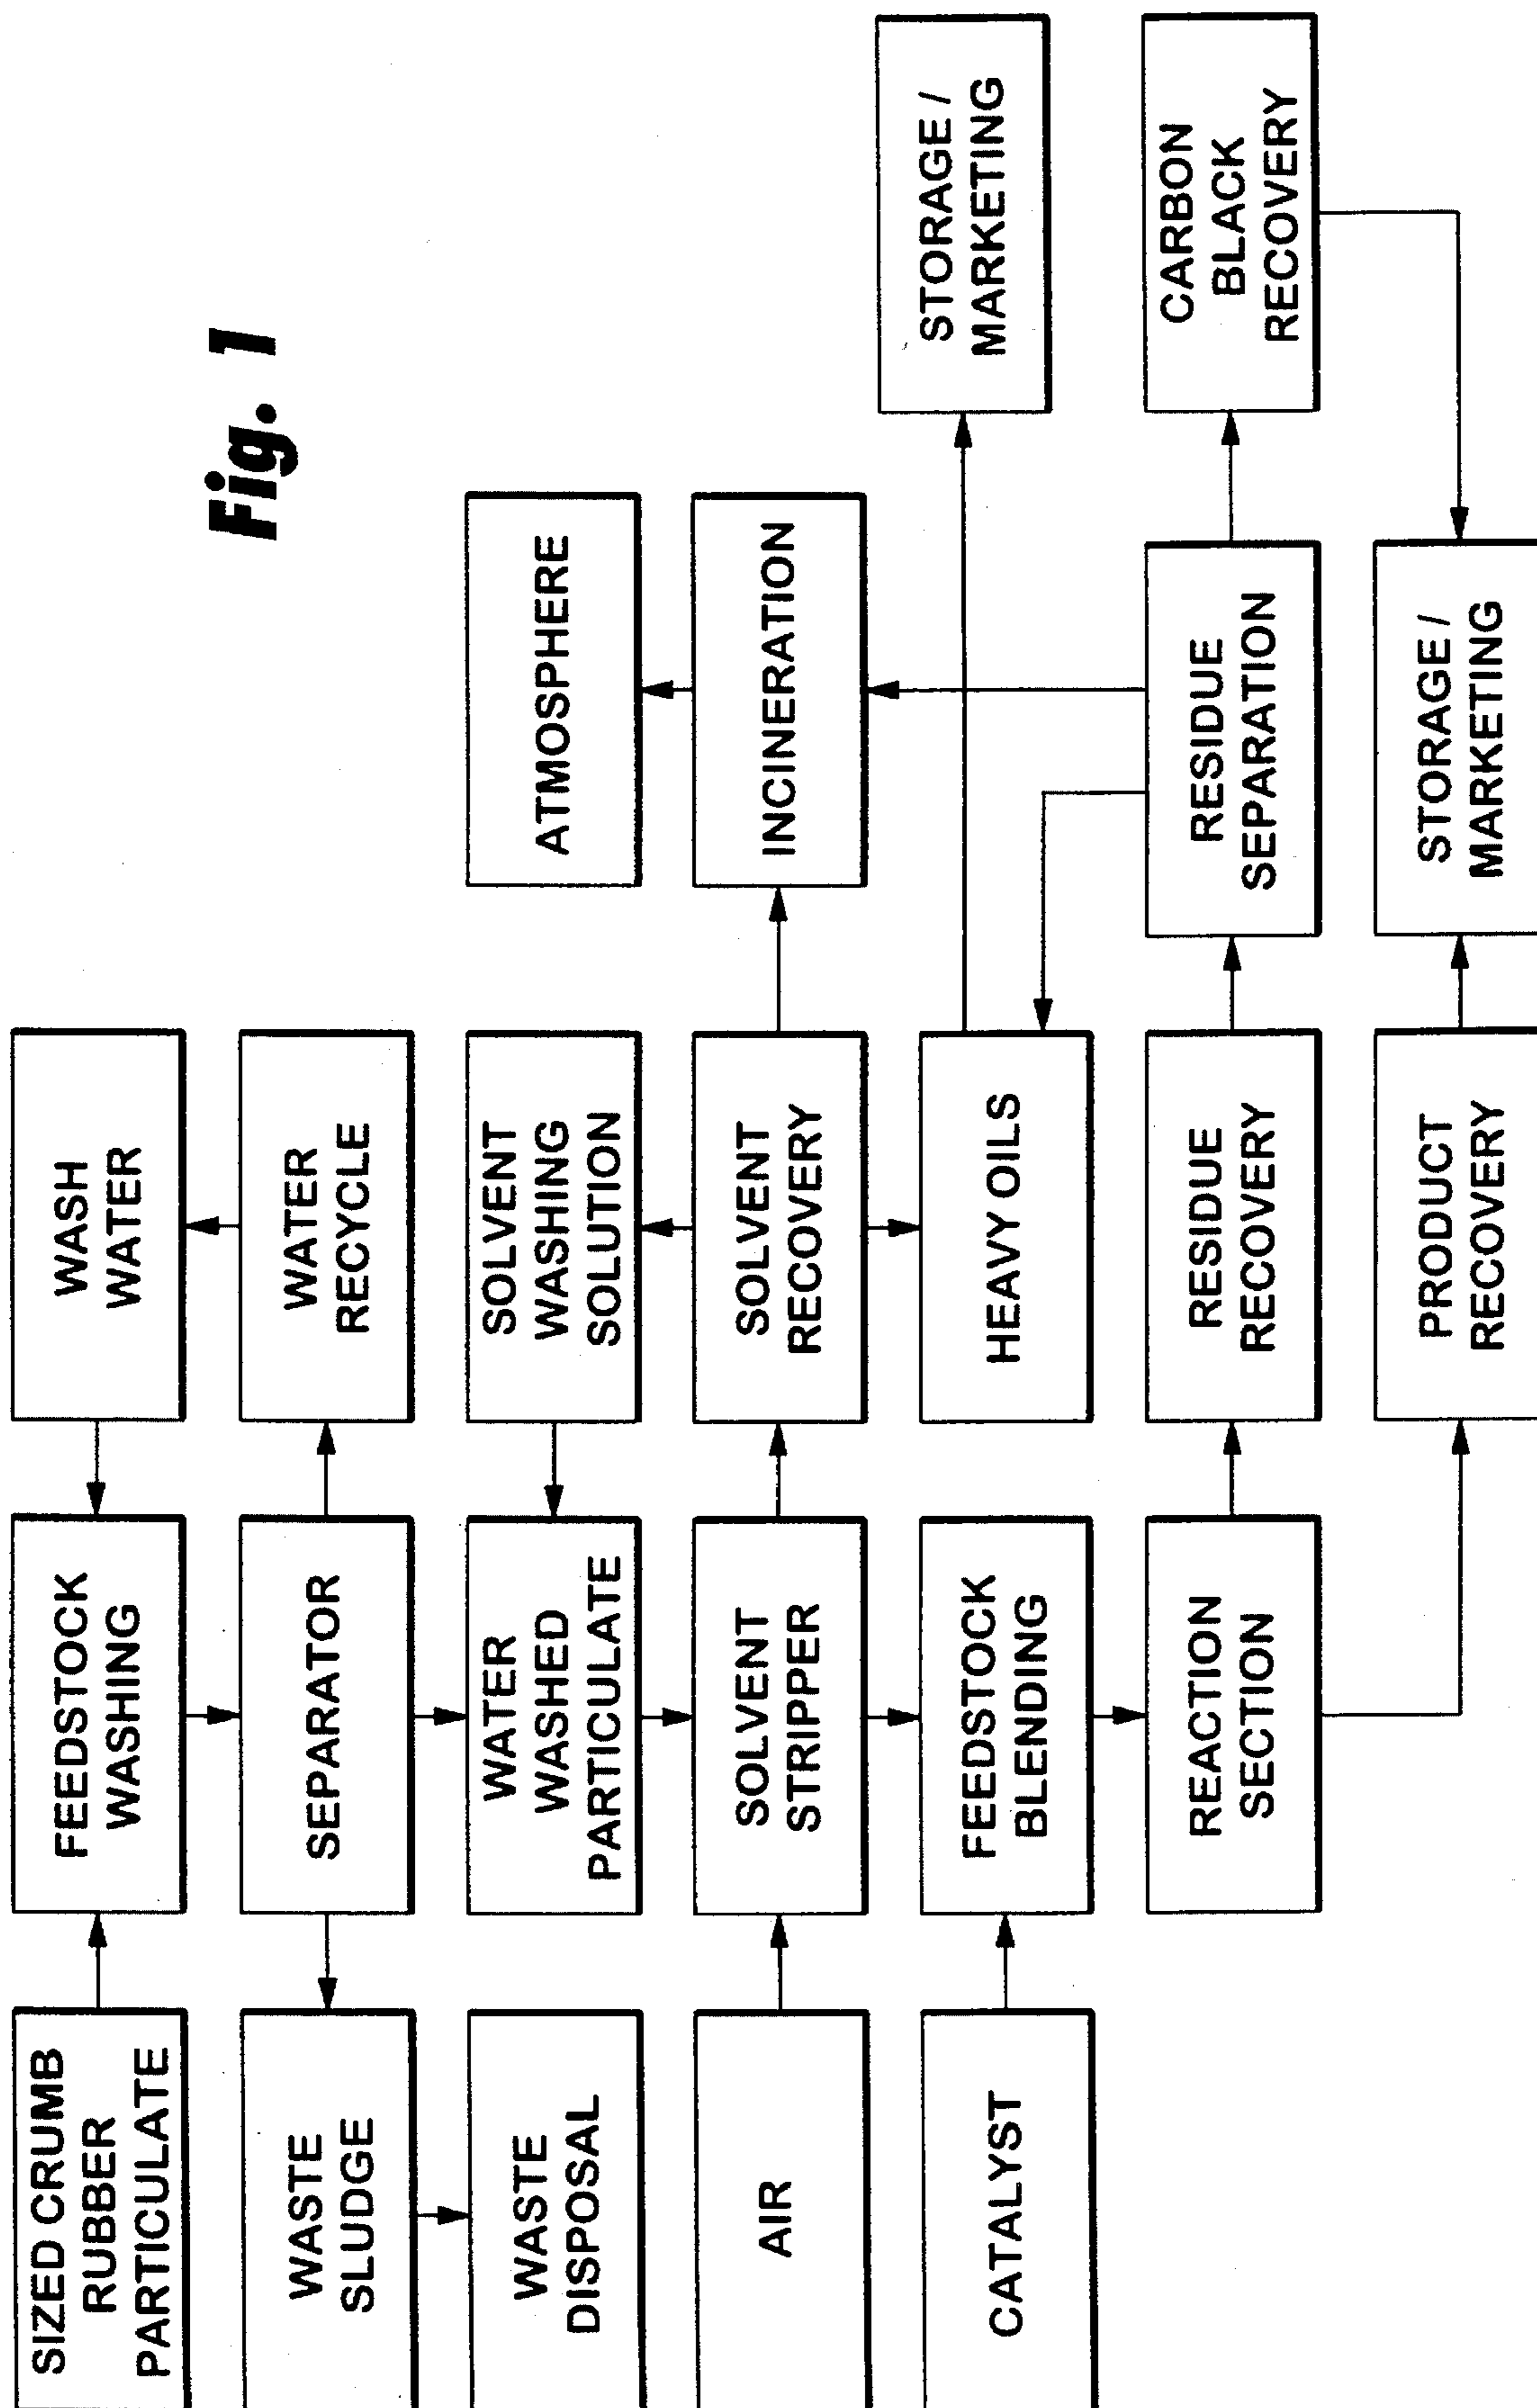 SIZED CRUMB
RUBBER
PARTICULATE
FEEDSTOCK
WASHING
WASH
WATER
Fig. 1
WASTE
SLUDGE
SEPARATOR
WATER
RECYCLE
WASTE
DISPOSAL
WATER
WASHED
PARTICULATE
SOLVENT
WASHING
SOLUTION
ATMOSPHERE
AIR
SOLVENT
STRIPPER
SOLVENT
RECOVERY
INCINERATION
CATALYST
FEEDSTOCK
BLENDING
HEAVY OILS
STORAGE /
MARKETING
REACTION
SECTION
RESIDUE
RECOVERY
RESIDUE
SEPARATION
CARBON
BLACK
RECOVERY
PRODUCT
RECOVERY
STORAGE /
MARKETING